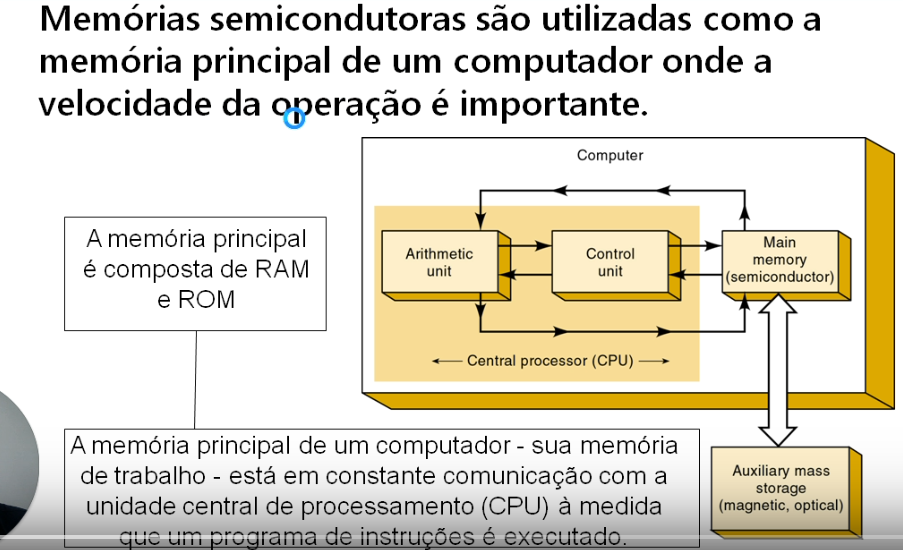 Memórias semicondutoras são utilizadas como a
memória principal de um computador onde a
velocidade da operação é importante.
A memória principal
é composta de RAM
e ROM
Computer
Arithmetic
unit
Control
unit
Main
memory
(semiconductor)
Central processor (CPU)
A memória principal de um computador - sua memória
de trabalho - está em constante comunicação com a
unidade central de processamento (CPU) à medida
que um programa de instruções é executado.
Auxiliary mass
storage
(magnetic, optical)